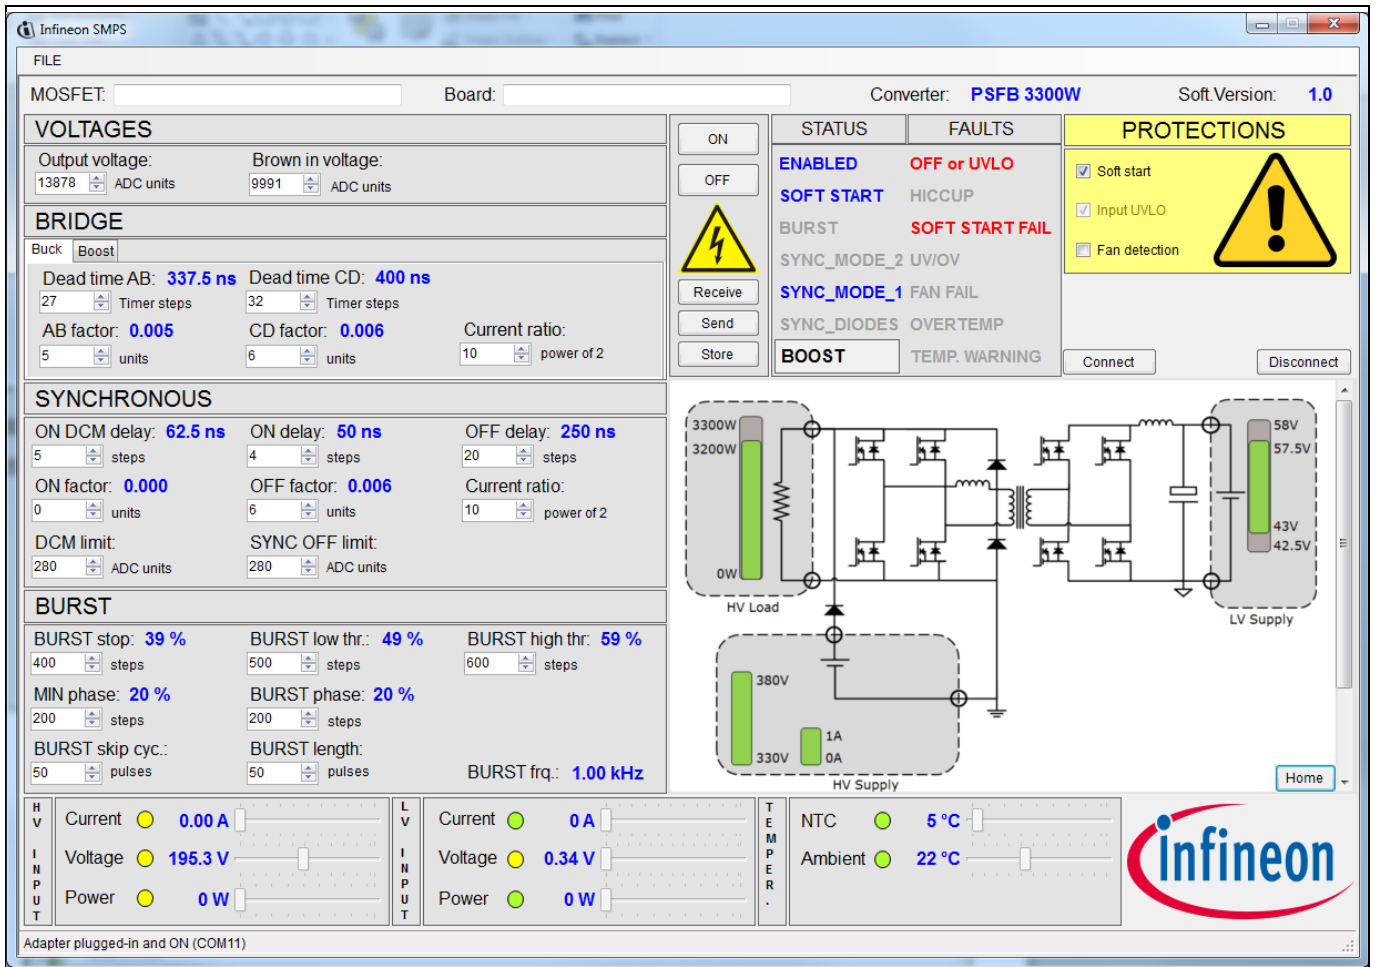 Infineon SMPS
FILE
MOSFET: Board: Converter: PSFB 3300W Soft.Version: 1.0
VOLTAGES
Output voltage: Brown in voltage:
13878 ADC units 9991 ADC units
BRIDGE
Buck Boost
Dead time AB: 337.5 ns Dead time CD: 400 ns
27 Timer steps 32 Timer steps
AB factor: 0.005 CD factor: 0.006 Current ratio:
5 units 6 units 10 power of 2
SYNCHRONOUS
ON DCM delay: 62.5 ns ON delay: 50 ns OFF delay: 250 ns
5 steps 4 steps 20 steps
ON factor: 0.000 OFF factor: 0.006 Current ratio:
0 units 6 units 10 power of 2
DCM limit: SYNC OFF limit:
280 ADC units 280 ADC units
BURST
BURST stop: 39 % BURST low thr.: 49 % BURST high thr: 59 %
400 steps 500 steps 600 steps
MIN phase: 20 % BURST phase: 20 %
200 steps 200 steps
BURST skip cyc.: BURST length:
50 pulses 50 pulses BURST frq.: 1.00 kHz
ON
OFF
Receive
Send
Store
STATUS FAULTS
ENABLED OFF or UVLO
SOFT START HICCUP
BURST SOFT START FAIL
SYNC_MODE_2 UV/OV
SYNC_MODE_1 FAN FAIL
SYNC_DIODES OVERTEMP
BOOST TEMP. WARNING
PROTECTIONS
Soft start
Input UVLO
Fan detection
Connect Disconnect
3300W
3200W
0W
HV Load
58V
57.5V
43V
42.5V
LV Supply
380V
330V
1A
0A
HV Supply
Home
HV INPUT
Current 0.00 A
Voltage 195.3 V
Power 0 W
LV INPUT
Current 0 A
Voltage 0.34 V
Power 0 W
TEMPER.
NTC 5 °C
Ambient 22 °C
infineon
Adapter plugged-in and ON (COM11)